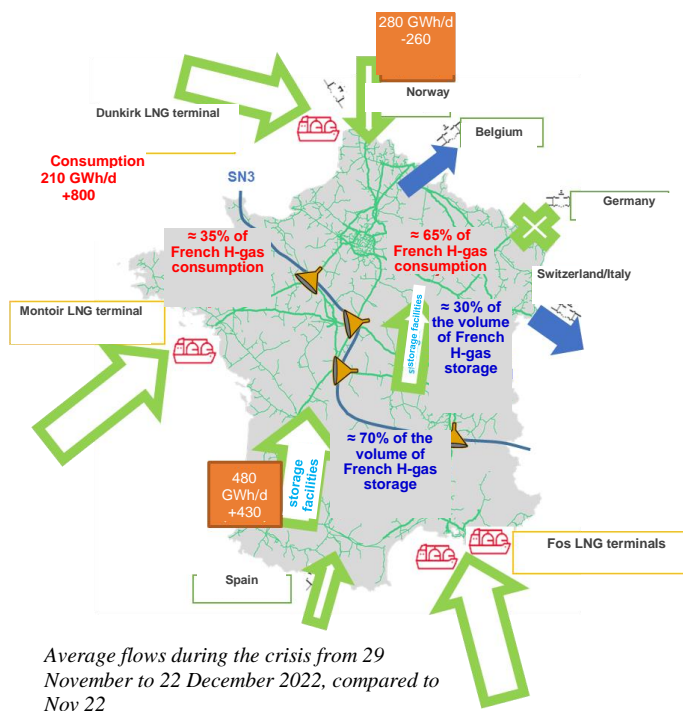 280 GWh/d
-260
Norway
Dunkirk LNG terminal
Belgium
Consumption
210 GWh/d
+800
SN3
Germany
≈ 35% of
French H-gas
consumption
≈ 65% of
French H-gas
consumption
Switzerland/Italy
Montoir LNG terminal
storage facilities
≈ 30% of
the volume
of French
H-gas
storage
≈ 70% of the
volume of
French H-gas
storage
480
GWh/d
+430
storage
facilities
Fos LNG terminals
Spain
Average flows during the crisis from 29
November to 22 December 2022, compared to
Nov 22